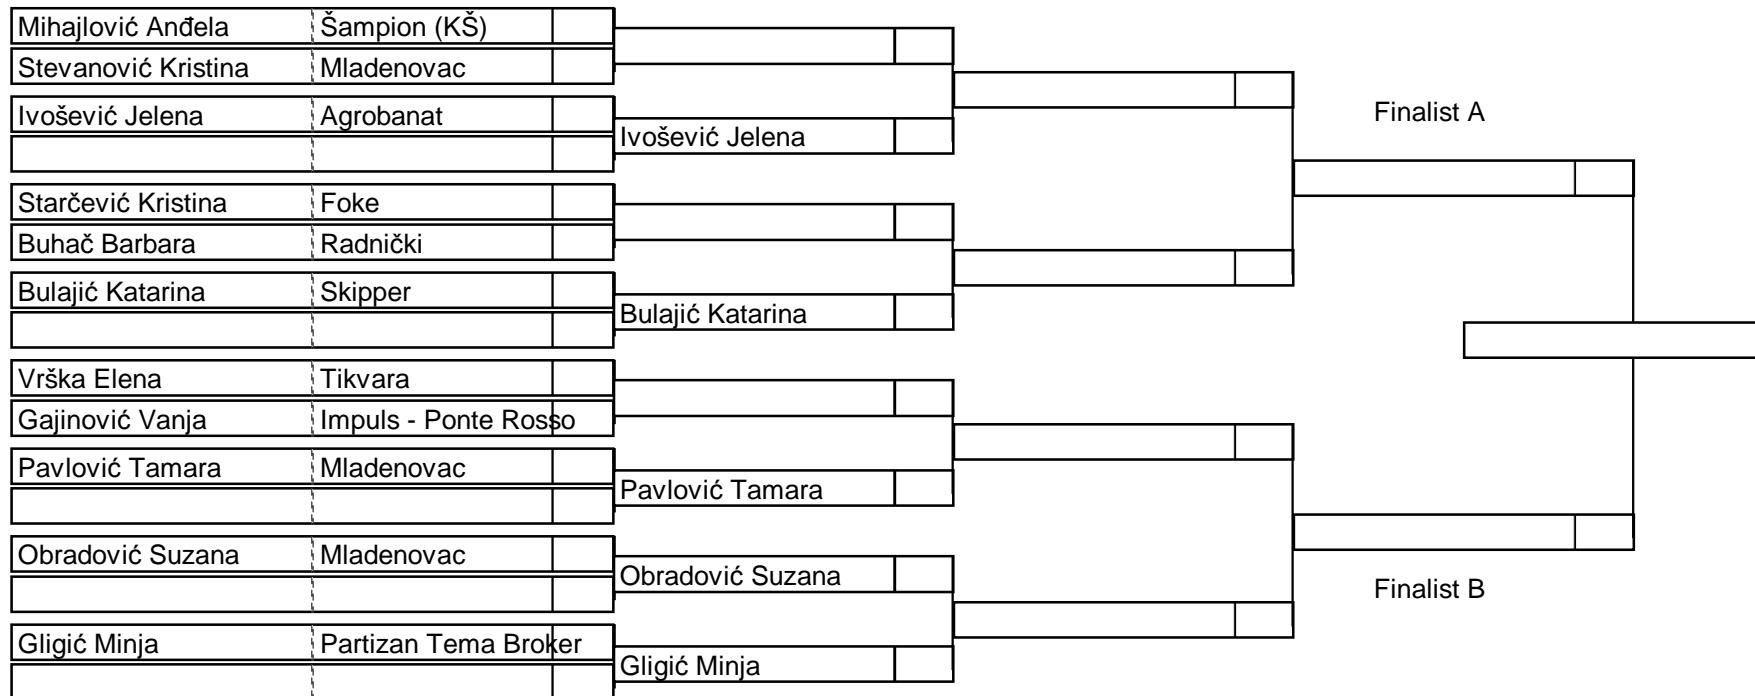 Mihajlović Anđela Šampion (KŠ)
Stevanović Kristina Mladenovac
Ivošević Jelena Agrobanat
Ivošević Jelena
Starčević Kristina Foke
Buhač Barbara Radnički
Bulajić Katarina Skipper
Bulajić Katarina
Vrška Elena Tikvara
Gajinović Vanja Impuls - Ponte Rosso
Pavlović Tamara Mladenovac
Pavlović Tamara
Obradović Suzana Mladenovac
Obradović Suzana
Gligić Minja Partizan Tema Broker
Gligić Minja
Finalist A
Finalist B